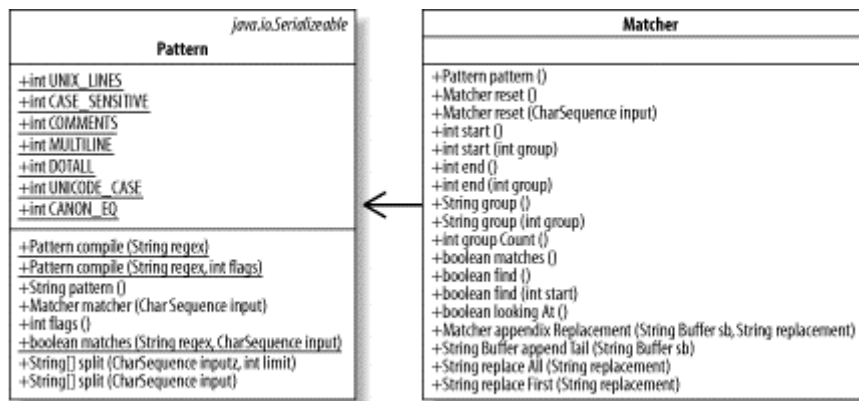 java.io.Serializeable
Pattern
+int UNIX_LINES
+int CASE_SENSITIVE
+int COMMENTS
+int MULTILINE
+int DOTALL
+int UNICODE_CASE
+int CANON_EQ
+Pattern compile (String regex)
+Pattern compile (String regex, int flags)
+String pattern ()
+Matcher matcher (Char Sequence input)
+int flags ()
+boolean matches (String regex, CharSequence input)
+String[] split (CharSequence inputz, int limit)
+String[] split (CharSequence input)
Matcher
+Pattern pattern ()
+Matcher reset ()
+Matcher reset (CharSequence input)
+int start ()
+int start (int group)
+int end ()
+int end (int group)
+String group ()
+String group (int group)
+int group Count ()
+boolean matches ()
+boolean find ()
+boolean find (int start)
+boolean looking At ()
+Matcher appendix Replacement (String Buffer sb, String replacement)
+String Buffer append Tail (String Buffer sb)
+String replace All (String replacement)
+String replace First (String replacement)